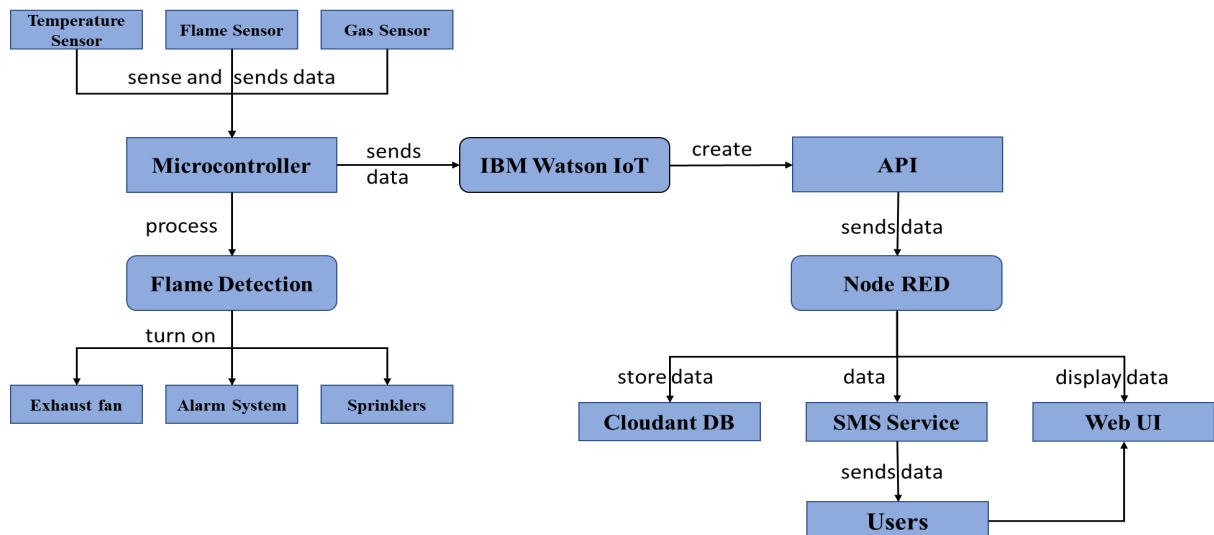 Temperature
Sensor
Flame Sensor
Gas Sensor
sense and sends data
Microcontroller
sends
data
IBM Watson IoT
create
API
process
sends data
Flame Detection
Node RED
turn on
store data
data
display data
Exhaust fan
Alarm System
Sprinklers
Cloudant DB
SMS Service
Web UI
sends data
Users